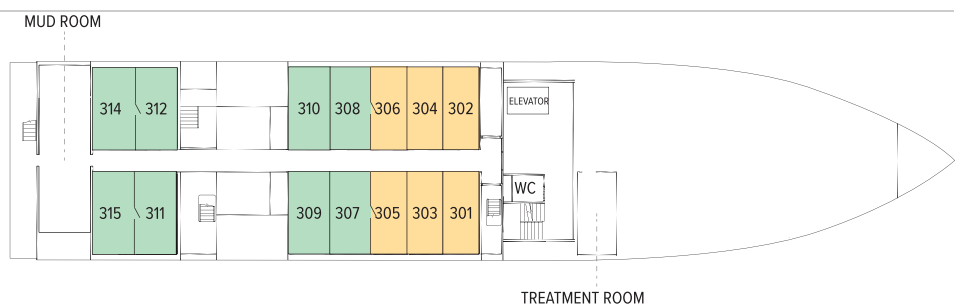 MUD ROOM
314 312 310 308 306 304 302
ELEVATOR
WC
315 311 309 307 305 303 301
TREATMENT ROOM